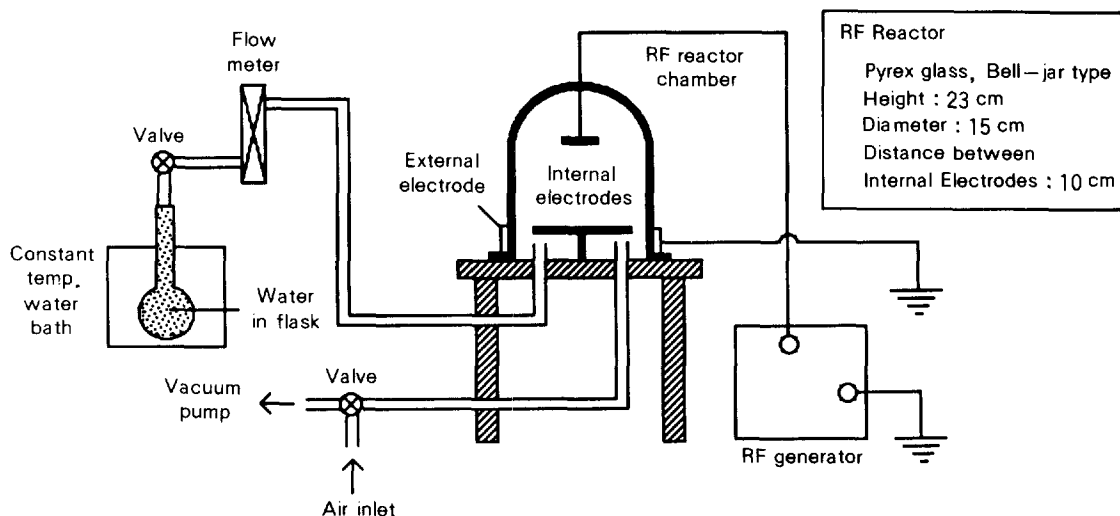 Flow
meter
Valve
Constant
temp.
water
bath
Water
in flask
Vacuum
pump
Valve
Air inlet
External
electrode
RF reactor
chamber
Internal
electrodes
RF generator
RF Reactor
Pyrex glass, Bell-jar type
Height : 23 cm
Diameter : 15 cm
Distance between
Internal Electrodes : 10 cm